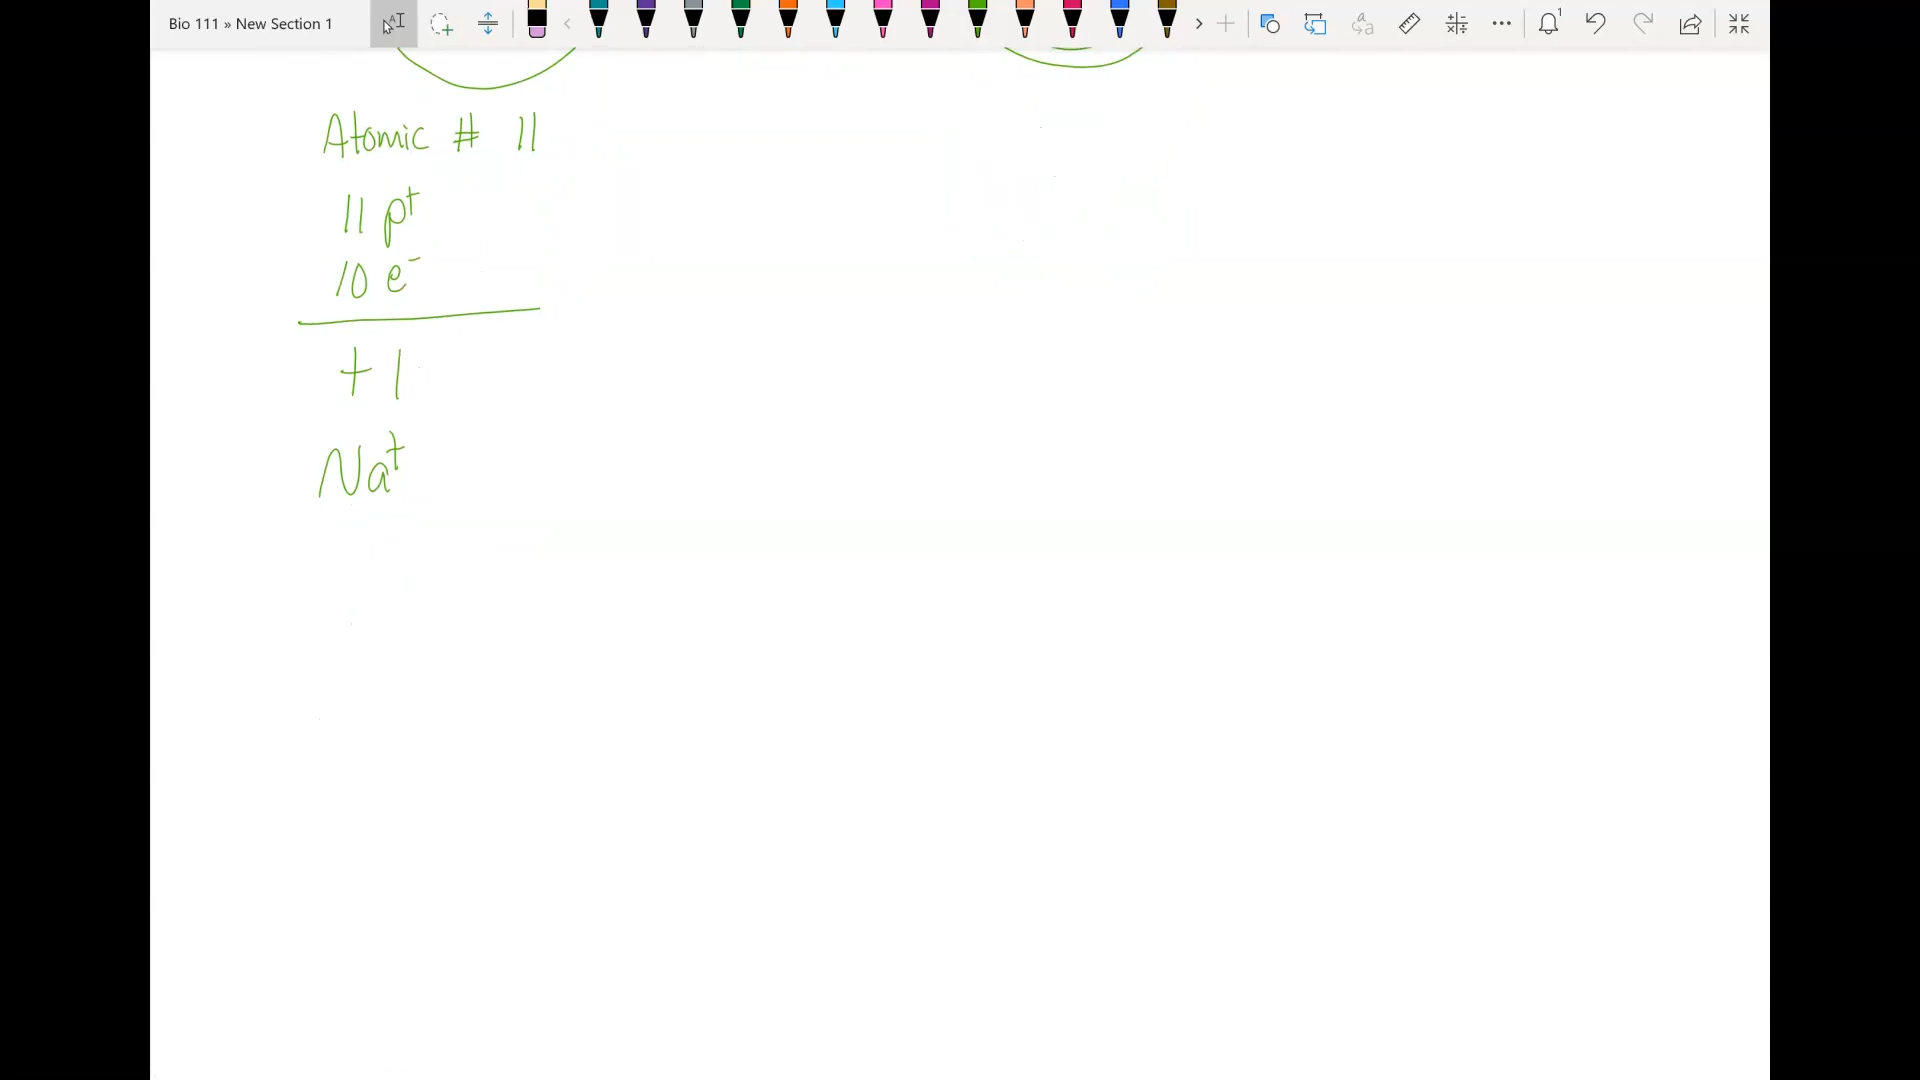 Bio 111 » New Section 1
Atomic # 11
11 p⁺
10 e⁻
+ 1
Na⁺